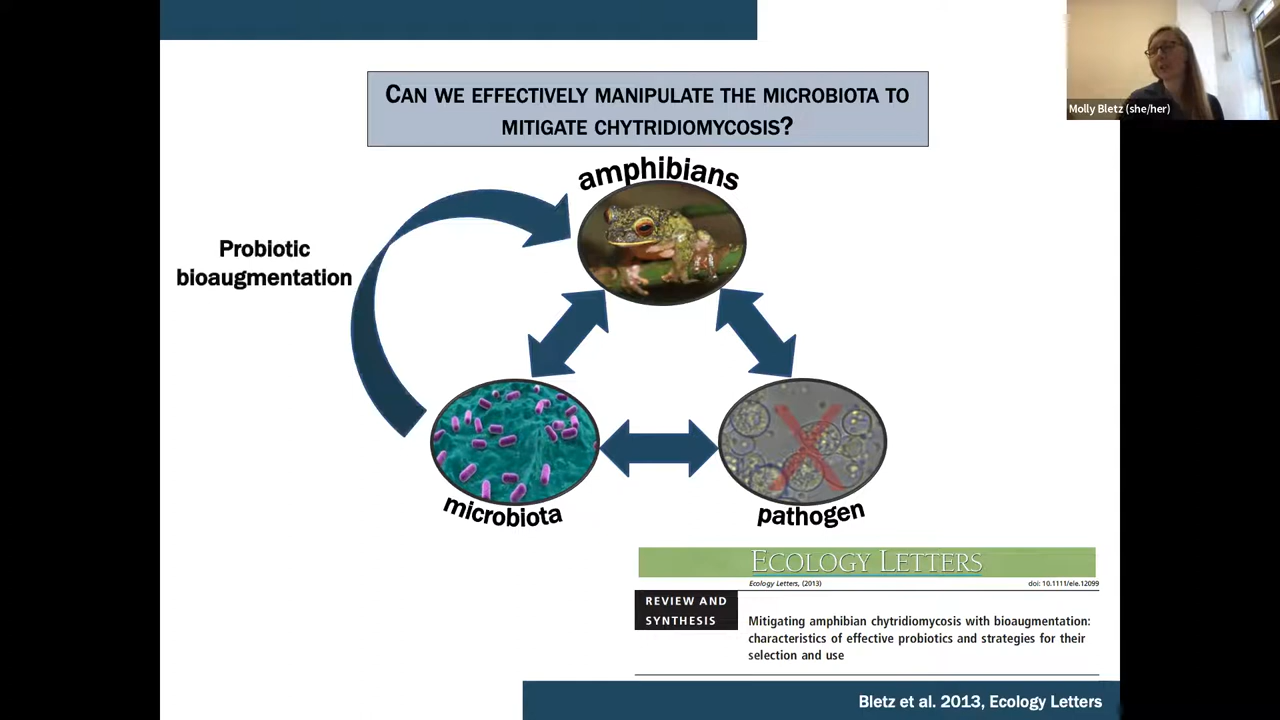 CAN WE EFFECTIVELY MANIPULATE THE MICROBIOTA TO
MITIGATE CHYTRIDIOMYCOSIS?
Molly Bletz (she/her)
amphibians
Probiotic
bioaugmentation
microbiota
pathogen
ECOLOGY LETTERS
Ecology Letters, (2013)
doi: 10.1111/ele.12099
REVIEW AND
SYNTHESIS
Mitigating amphibian chytridiomycosis with bioaugmentation:
characteristics of effective probiotics and strategies for their
selection and use
Bletz et al. 2013, Ecology Letters